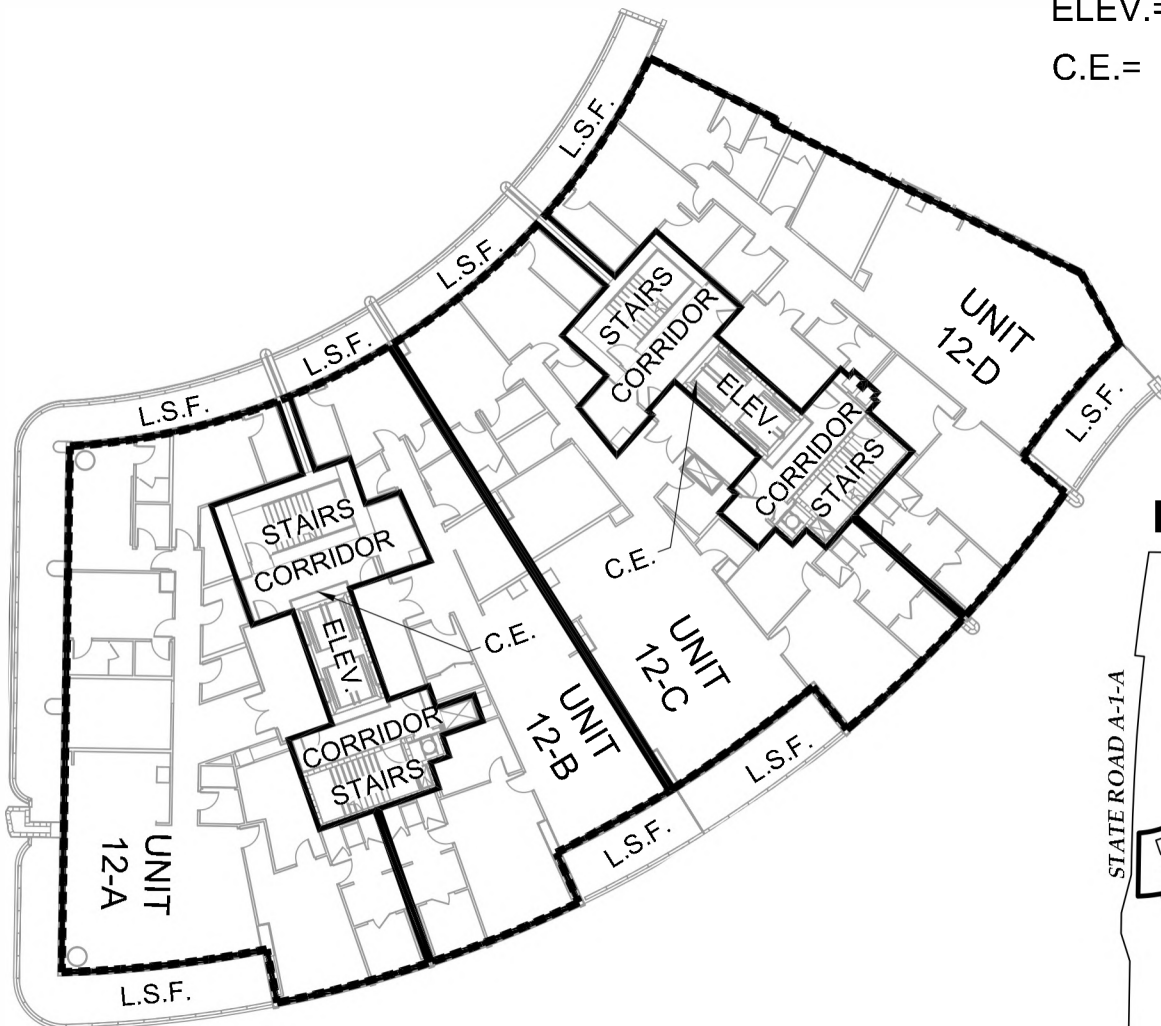 ELEV.=
C.E.=
L.S.F.
L.S.F.
L.S.F.
L.S.F.
STAIRS
CORRIDOR
UNIT
12-D
ELEV.
L.S.F.
CORRIDOR
STAIRS
C.E.
STAIRS
CORRIDOR
C.E.
ELEV.
UNIT
12-C
UNIT
12-B
CORRIDOR
STAIRS
L.S.F.
L.S.F.
UNIT
12-A
L.S.F.
STATE ROAD A-1-A